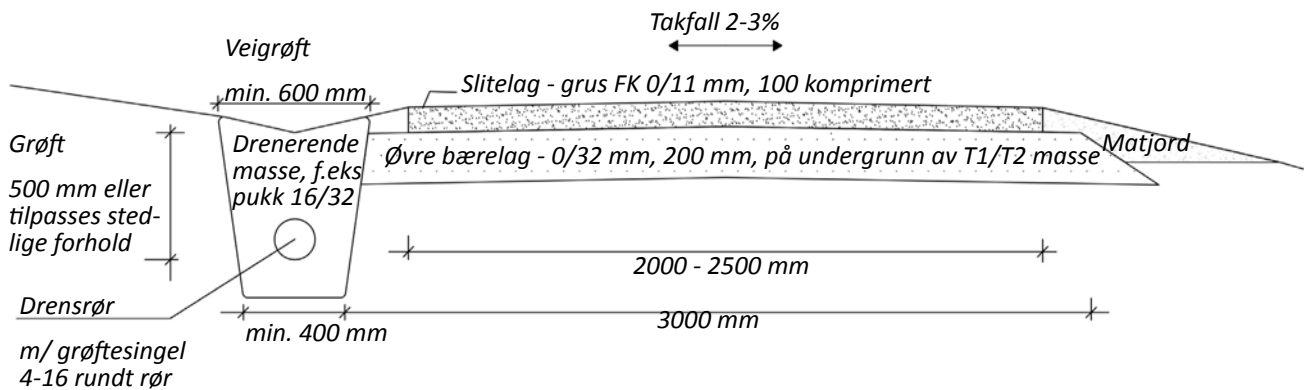 Takfall 2-3%
Veigrøft
min. 600 mm
Slitelag - grus FK 0/11 mm, 100 komprimert
Grøft
500 mm eller
tilpasses sted-
lige forhold
Drenerende
masse, f.eks
pukk 16/32
Øvre bærelag - 0/32 mm, 200 mm, på undergrunn av T1/T2 masse
Matjord
2000 - 2500 mm
Drensrør
m/ grøftesingel
4-16 rundt rør
min. 400 mm
3000 mm